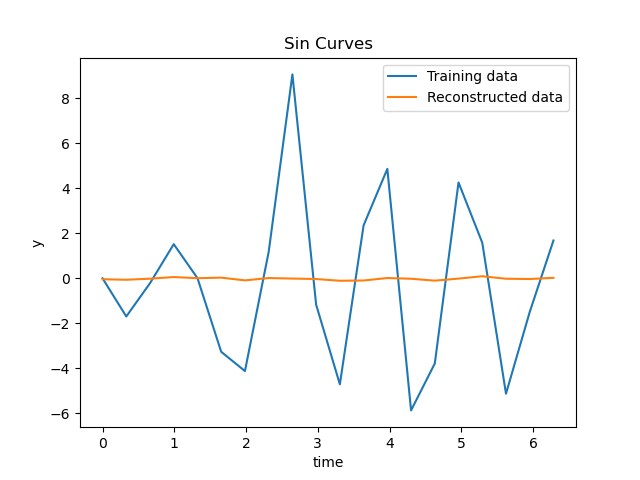 Sin Curves
Training data
Reconstructed data
8
6
4
2
0
−2
−4
−6
y
0 1 2 3 4 5 6
time